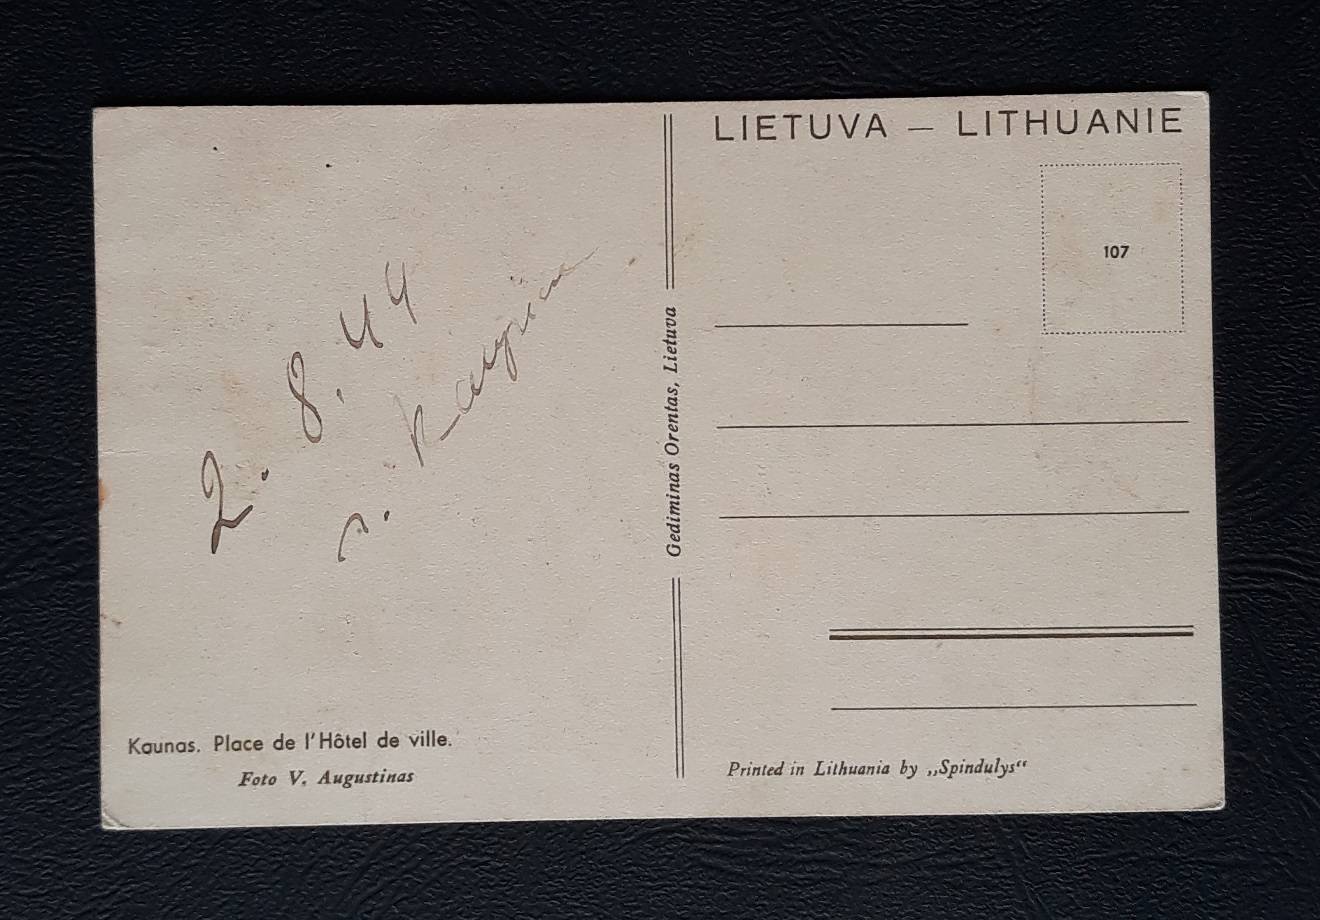 2. 8. 44
Kaunas. Place de l'Hôtel de ville.
Foto V. Augustinas
Gediminas Orentas, Lietuva
LIETUVA — LITHUANIE
107
Printed in Lithuania by „Spindulys“